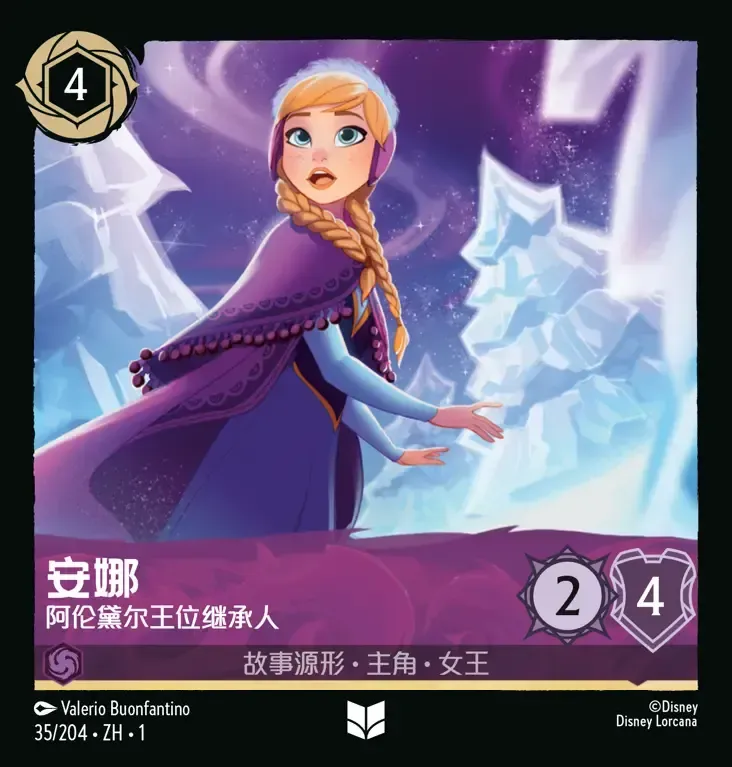 4
安娜
阿伦黛尔王位继承人
2
4
故事源形 • 主角 • 女王
Valerio Buonfantino
35/204 • ZH • 1
©Disney
Disney Lorcana